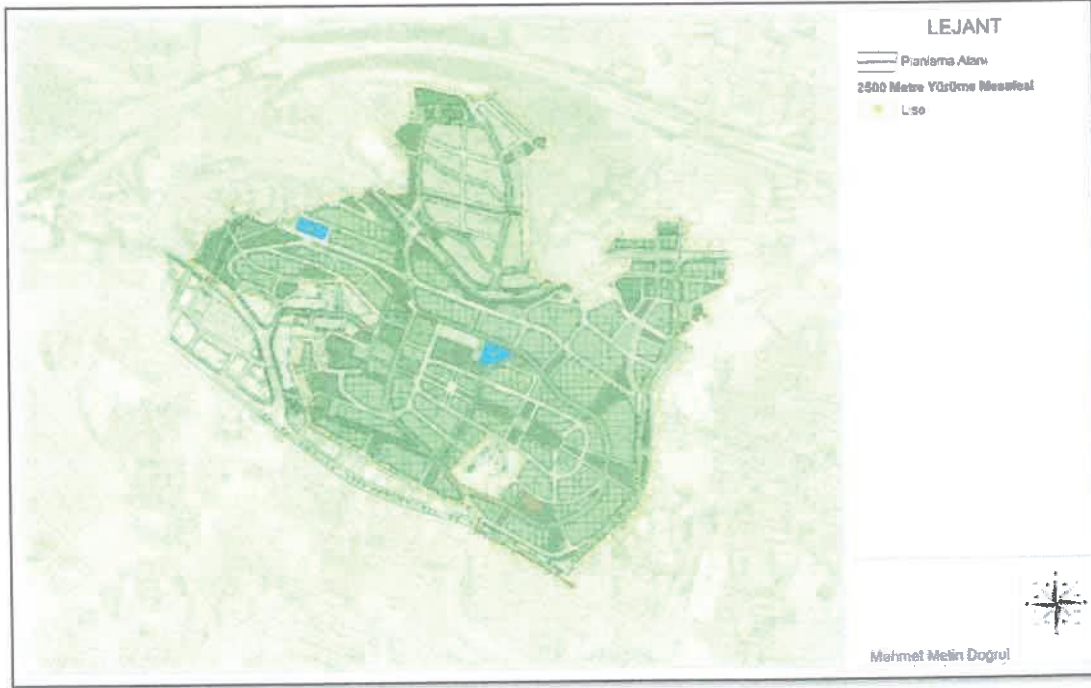 LEJANT
Planlama Alanı
2500 Metre Yürüme Mesafesi
Lise
Mehmet Metin Doğrul